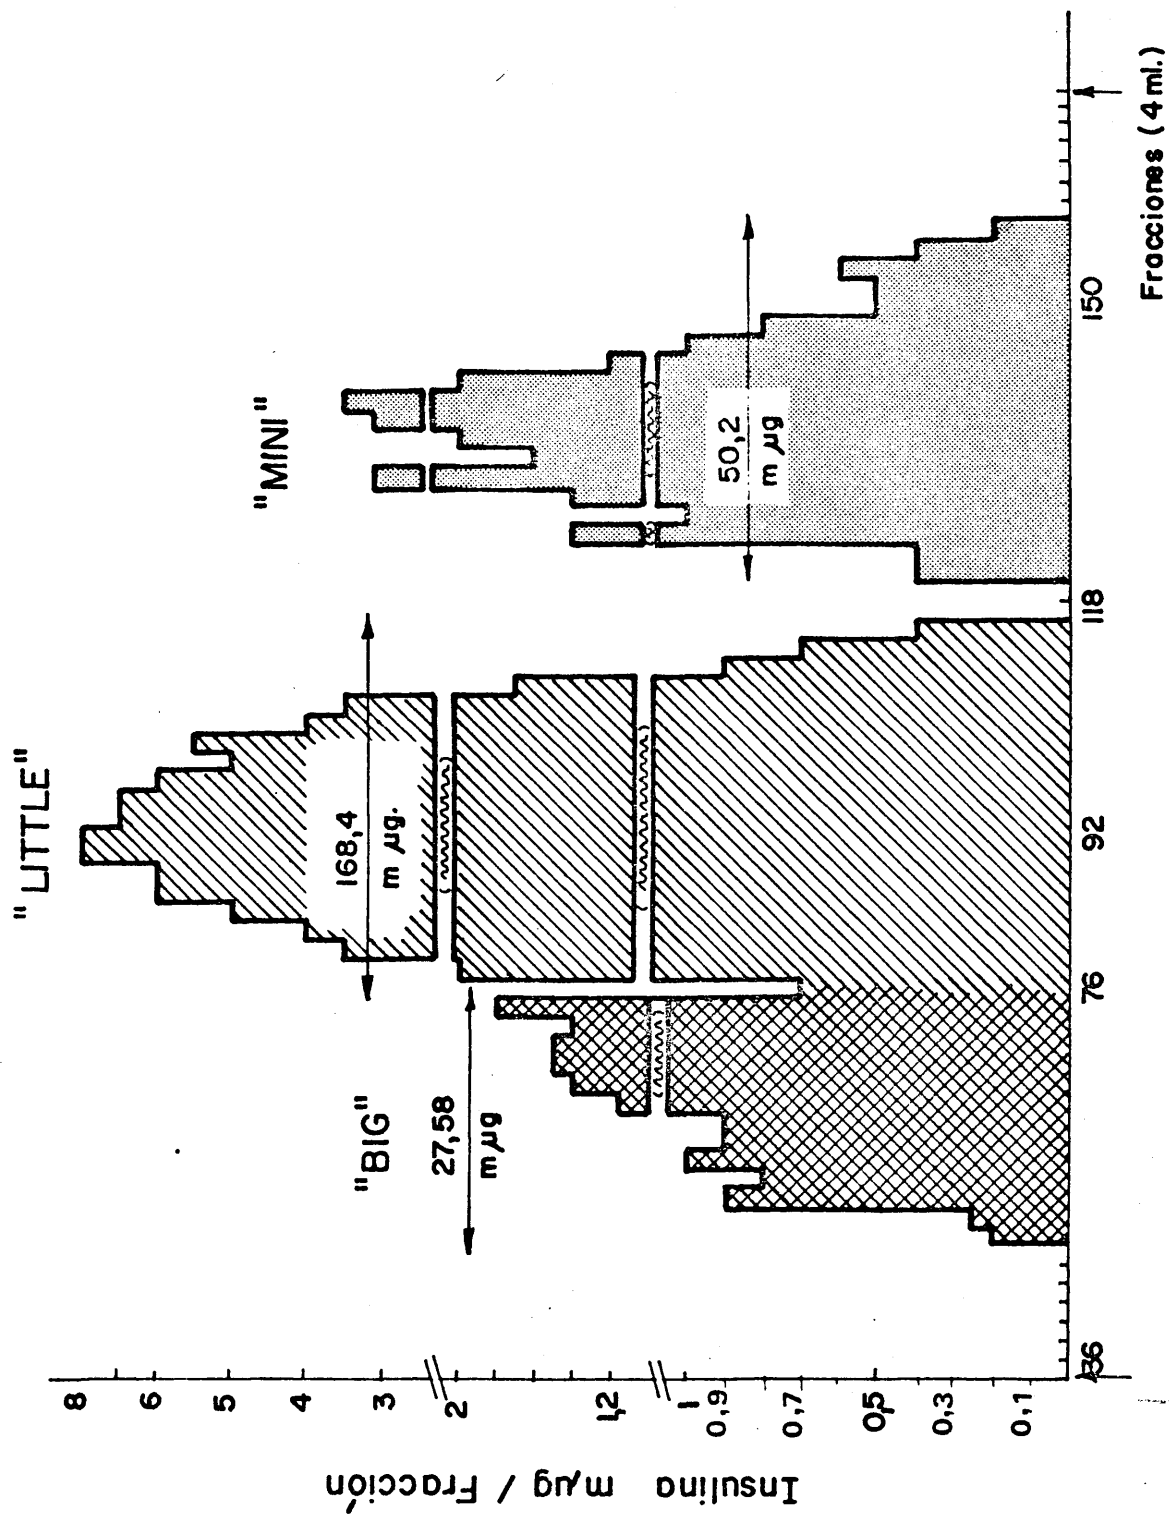 "LITTLE"
"MINI"
"BIG"
168,4
m µg.
27,58
mµg
50,2
m µg
8
6
5
4
3
2
1,2
1
0,9
0,7
0,5
0,3
0,1
36
76
92
118
150
Insulina mµg / Fracción
Fracciones (4 ml.)